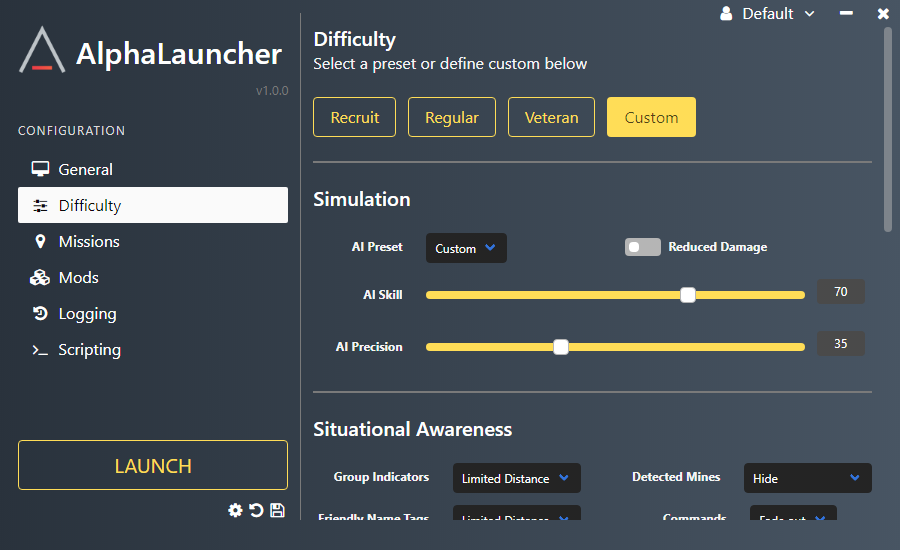 Default
AlphaLauncher
v1.0.0
CONFIGURATION
General
Difficulty
Missions
Mods
Logging
Scripting
LAUNCH
Difficulty
Select a preset or define custom below
Recruit Regular Veteran Custom
Simulation
AI Preset Custom Reduced Damage
AI Skill 70
AI Precision 35
Situational Awareness
Group Indicators Limited Distance Detected Mines Hide
Friendly Name Tags Limited Distance Commands Fade out